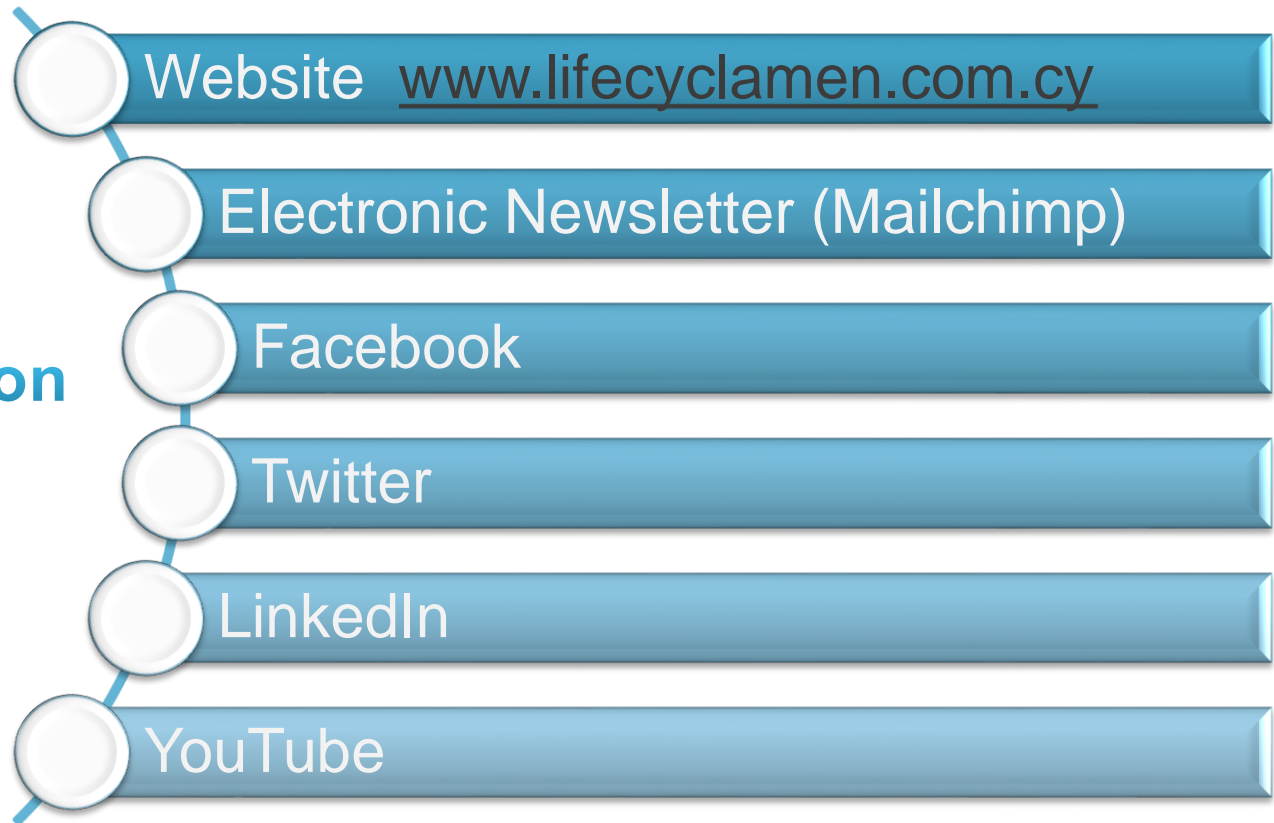 Website www.lifecyclamen.com.cy
Electronic Newsletter (Mailchimp)
Facebook
on
Twitter
LinkedIn
YouTube